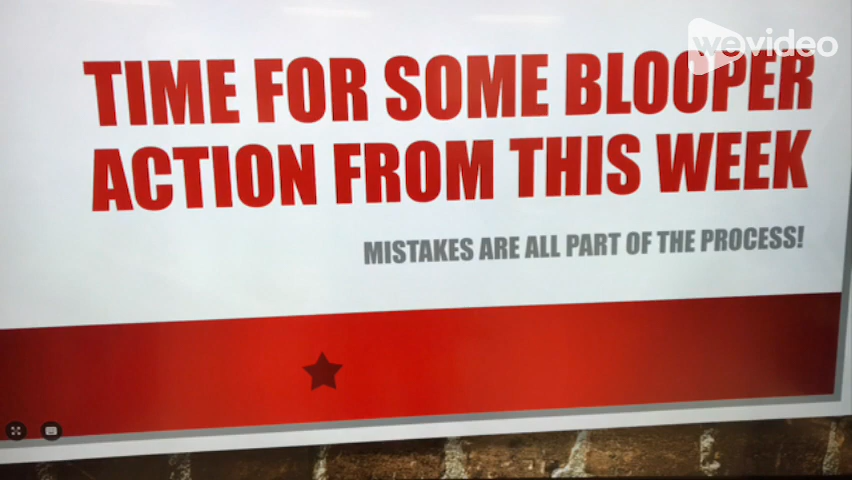 wevideo
TIME FOR SOME BLOOPER
ACTION FROM THIS WEEK
MISTAKES ARE ALL PART OF THE PROCESS!